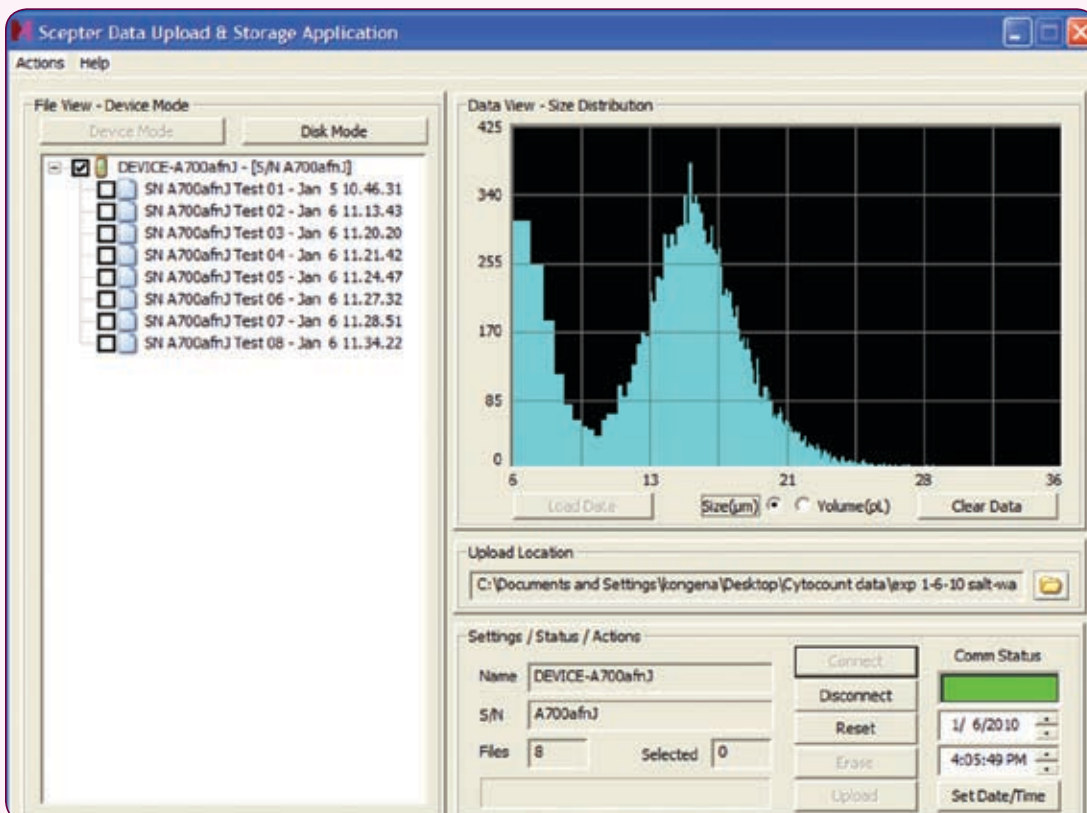 Scepter Data Upload & Storage Application
Actions Help
File View - Device Mode
Device Mode Disk Mode
DEVICE-A700afnJ - [S/N A700afnJ]
SN A700afnJ Test 01 - Jan 5 10.46.31
SN A700afnJ Test 02 - Jan 6 11.13.43
SN A700afnJ Test 03 - Jan 6 11.20.20
SN A700afnJ Test 04 - Jan 6 11.21.42
SN A700afnJ Test 05 - Jan 6 11.24.47
SN A700afnJ Test 06 - Jan 6 11.27.32
SN A700afnJ Test 07 - Jan 6 11.28.51
SN A700afnJ Test 08 - Jan 6 11.34.22
Data View - Size Distribution
425
340
255
170
85
0
6 13 21 28 36
Load Data Size(µm) Volume(pL) Clear Data
Upload Location
C:\Documents and Settings\kongena\Desktop\Cytocount data\exp 1-6-10 salt-wa
Settings / Status / Actions
Name DEVICE-A700afnJ
S/N A700afnJ
Files 8 Selected 0
Connect
Disconnect
Reset
Erase
Upload
Comm Status
1/ 6/2010
4:05:49 PM
Set Date/Time